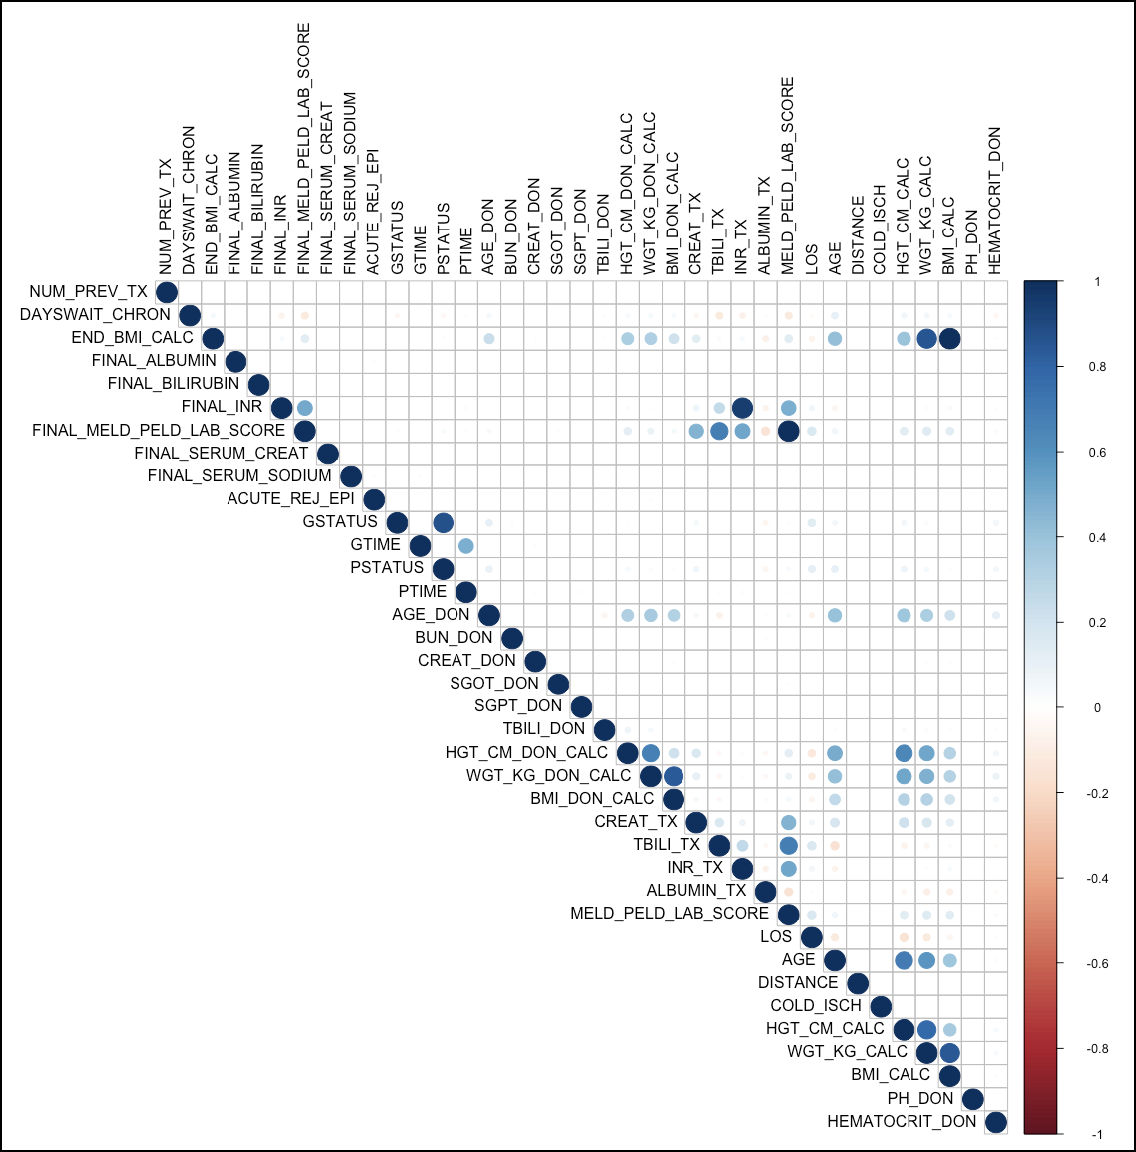 NUM_PREV_TX
DAYSWAIT_CHRON
END_BMI_CALC
FINAL_ALBUMIN
FINAL_BILIRUBIN
FINAL_INR
FINAL_MELD_PELD_LAB_SCORE
FINAL_SERUM_CREAT
FINAL_SERUM_SODIUM
ACUTE_REJ_EPI
GSTATUS
GTIME
PSTATUS
PTIME
AGE_DON
BUN_DON
CREAT_DON
SGOT_DON
SGPT_DON
TBILI_DON
HGT_CM_DON_CALC
WGT_KG_DON_CALC
BMI_DON_CALC
CREAT_TX
TBILI_TX
INR_TX
ALBUMIN_TX
MELD_PELD_LAB_SCORE
LOS
AGE
DISTANCE
COLD_ISCH
HGT_CM_CALC
WGT_KG_CALC
BMI_CALC
PH_DON
HEMATOCRIT_DON
NUM_PREV_TX
DAYSWAIT_CHRON
END_BMI_CALC
FINAL_ALBUMIN
FINAL_BILIRUBIN
FINAL_INR
FINAL_MELD_PELD_LAB_SCORE
FINAL_SERUM_CREAT
FINAL_SERUM_SODIUM
ACUTE_REJ_EPI
GSTATUS
GTIME
PSTATUS
PTIME
AGE_DON
BUN_DON
CREAT_DON
SGOT_DON
SGPT_DON
TBILI_DON
HGT_CM_DON_CALC
WGT_KG_DON_CALC
BMI_DON_CALC
CREAT_TX
TBILI_TX
INR_TX
ALBUMIN_TX
MELD_PELD_LAB_SCORE
LOS
AGE
DISTANCE
COLD_ISCH
HGT_CM_CALC
WGT_KG_CALC
BMI_CALC
PH_DON
HEMATOCRIT_DON
1
0.8
0.6
0.4
0.2
0
-0.2
-0.4
-0.6
-0.8
-1